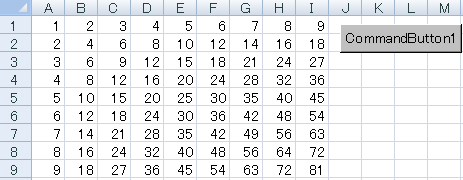 A B C D E F G H I J K L M
1 1 2 3 4 5 6 7 8 9 CommandButton1
2 2 4 6 8 10 12 14 16 18
3 3 6 9 12 15 18 21 24 27
4 4 8 12 16 20 24 28 32 36
5 5 10 15 20 25 30 35 40 45
6 6 12 18 24 30 36 42 48 54
7 7 14 21 28 35 42 49 56 63
8 8 16 24 32 40 48 56 64 72
9 9 18 27 36 45 54 63 72 81